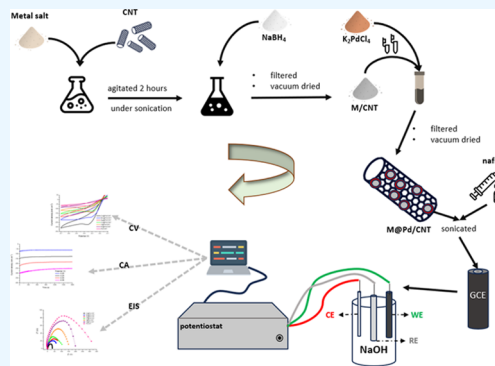 Metal salt
CNT
agitated 2 hours
under sonication
NaBH₄
• filtered
• vacuum dried
K₂PdCl₄
M/CNT
• filtered
• vacuum dried
naf
M@Pd/CNT
sonicated
GCE
CV
CA
EIS
potentiostat
CE
WE
RE
NaOH